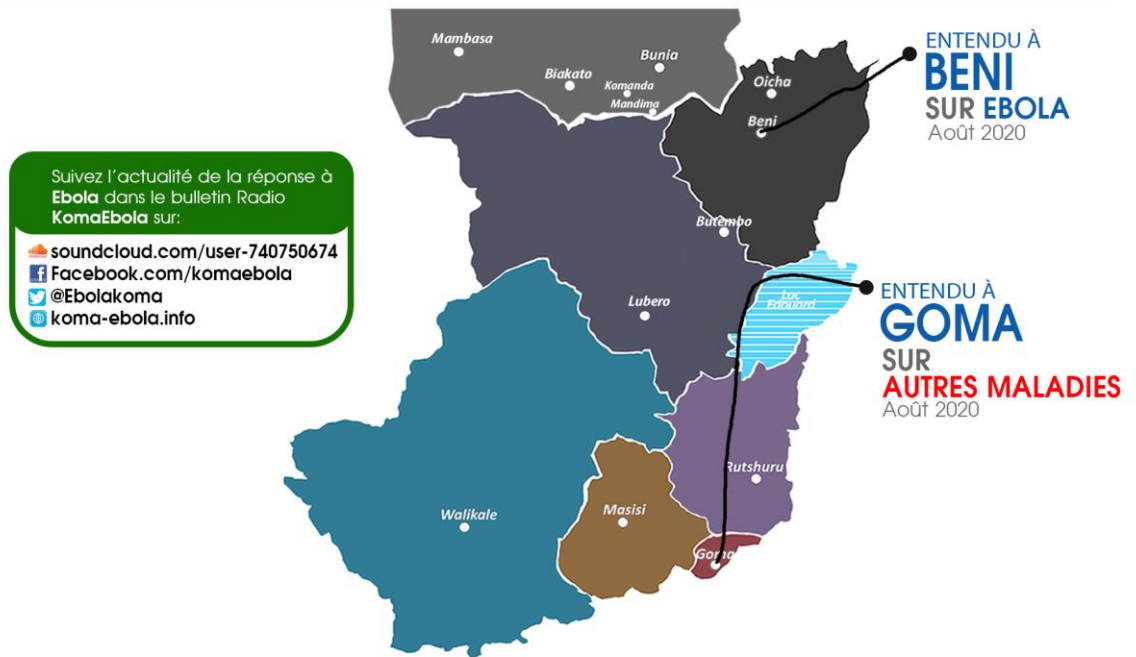 Mambasa
Bunia
Biakato
Komanda
Mandima
Oicha
Beni
ENTENDU À
BENI
SUR EBOLA
Août 2020
Suivez l'actualité de la réponse à
Ebola dans le bulletin Radio
KomaEbola sur:
soundcloud.com/user-740750674
Facebook.com/komaebola
@Ebolakoma
koma-ebola.info
Butembo
Lubero
Lac
Edouard
ENTENDU À
GOMA
SUR
AUTRES MALADIES
Août 2020
Rutshuru
Masisi
Walikale
Goma